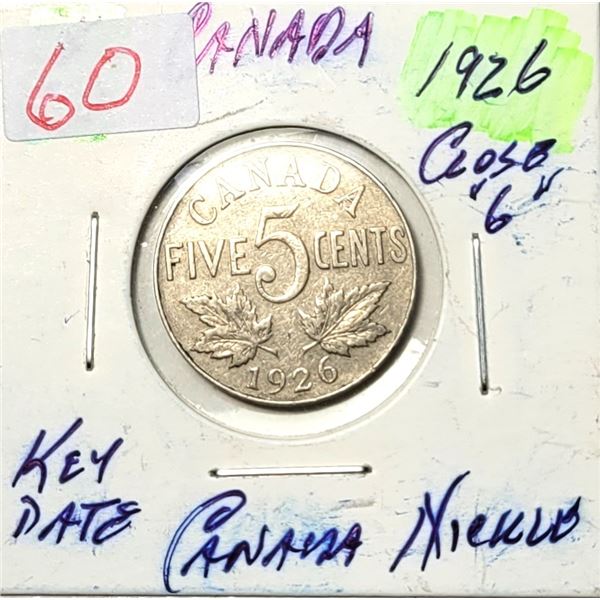 60
CANADA
1926
Close
"6"
CANADA
FIVE 5 CENTS
1926
KEY
DATE
CANADA NICKLE